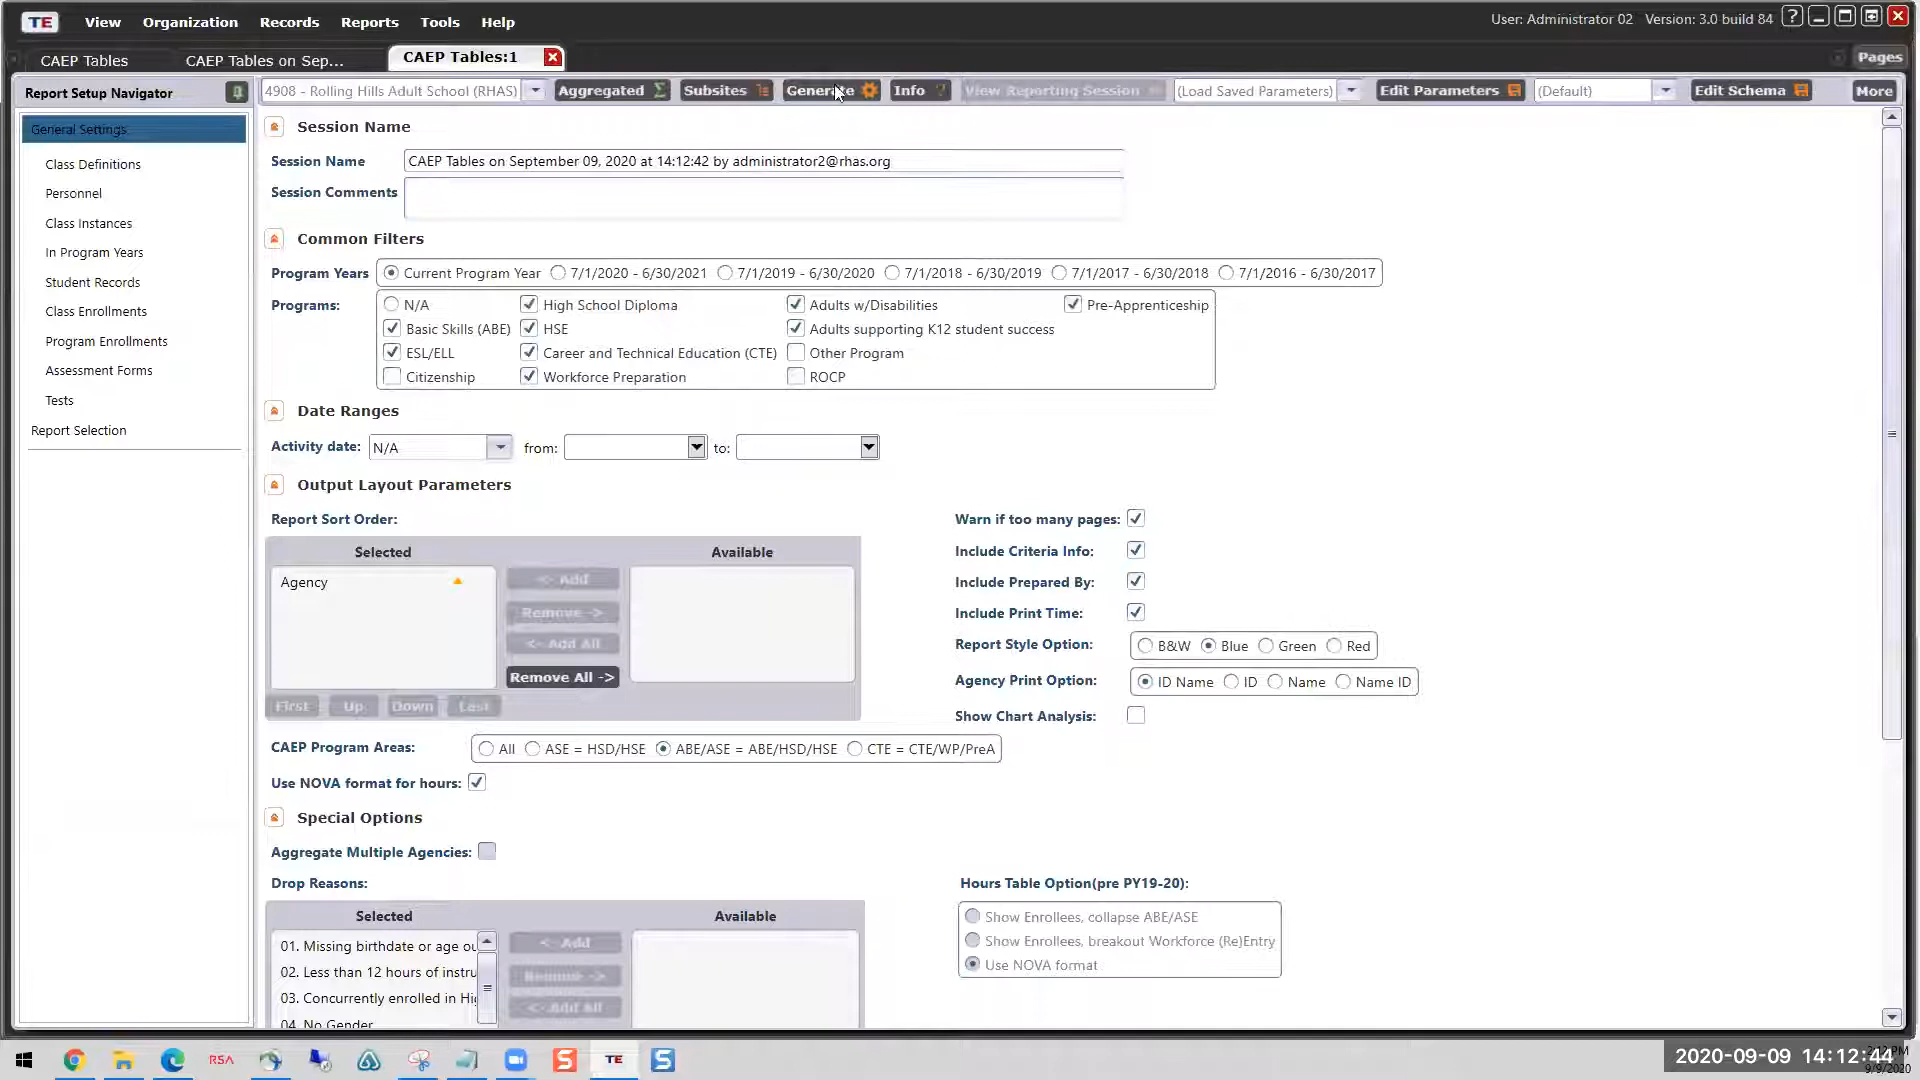 TE View Organization Records Reports Tools Help User: Administrator 02 Version: 3.0 build 84 ?
CAEP Tables CAEP Tables on Sep... CAEP Tables:1 Pages
Report Setup Navigator
4908 - Rolling Hills Adult School (RHAS) Aggregated Subsites Generate Info View Reporting Session (Load Saved Parameters) Edit Parameters (Default) Edit Schema More
General Settings
Class Definitions
Personnel
Class Instances
In Program Years
Student Records
Class Enrollments
Program Enrollments
Assessment Forms
Tests
Report Selection
Session Name
Session Name CAEP Tables on September 09, 2020 at 14:12:42 by administrator2@rhas.org
Session Comments
Common Filters
Program Years Current Program Year 7/1/2020 - 6/30/2021 7/1/2019 - 6/30/2020 7/1/2018 - 6/30/2019 7/1/2017 - 6/30/2018 7/1/2016 - 6/30/2017
Programs: N/A High School Diploma Adults w/Disabilities Pre-Apprenticeship
Basic Skills (ABE) HSE Adults supporting K12 student success
ESL/ELL Career and Technical Education (CTE) Other Program
Citizenship Workforce Preparation ROCP
Date Ranges
Activity date: N/A from: to:
Output Layout Parameters
Report Sort Order:
Selected Available
Agency
<- Add
Remove ->
<- Add All
Remove All ->
First Up Down Last
Warn if too many pages:
Include Criteria Info:
Include Prepared By:
Include Print Time:
Report Style Option: B&W Blue Green Red
Agency Print Option: ID Name ID Name Name ID
Show Chart Analysis:
CAEP Program Areas: All ASE = HSD/HSE ABE/ASE = ABE/HSD/HSE CTE = CTE/WP/PreA
Use NOVA format for hours:
Special Options
Aggregate Multiple Agencies:
Drop Reasons:
Selected Available
01. Missing birthdate or age ou
02. Less than 12 hours of instru
03. Concurrently enrolled in Hi
04. No Gender
<- Add
Remove ->
<- Add All
Hours Table Option(pre PY19-20):
Show Enrollees, collapse ABE/ASE
Show Enrollees, breakout Workforce (Re)Entry
Use NOVA format
RSA S TE S
2020-09-09 14:12:44
9/9/2020